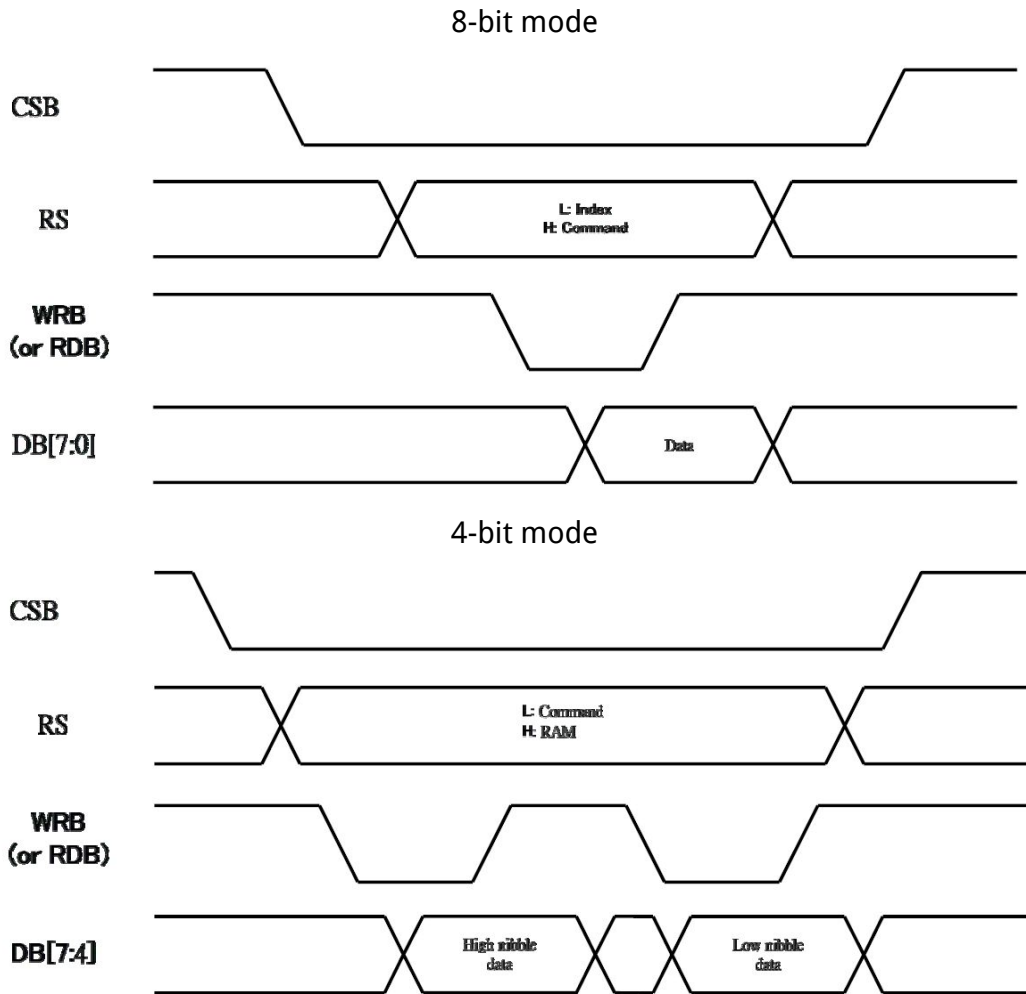 8-bit mode
CSB
RS
L: Index
H: Command
WRB
(or RDB)
DB[7:0]
Data
4-bit mode
CSB
RS
L: Command
H: RAM
WRB
(or RDB)
DB[7:4]
High nibble
data
Low nibble
data